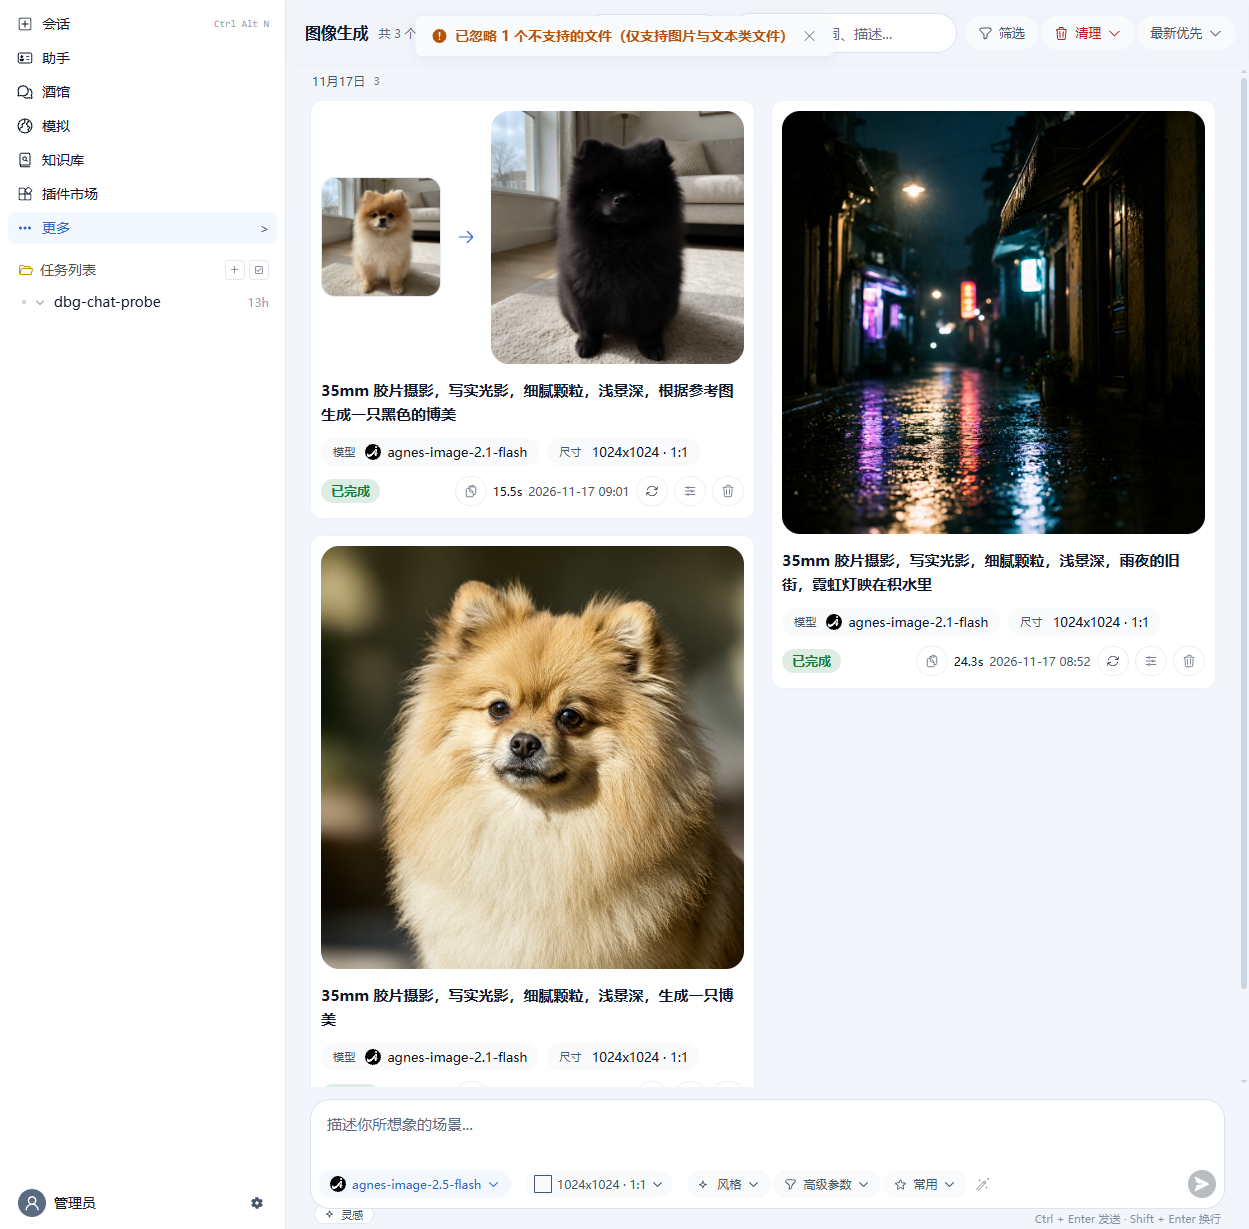 会话
Ctrl Alt N
助手
酒馆
模拟
知识库
插件市场
更多
任务列表
dbg-chat-probe
13h
管理员
图像生成
共 3 个
已忽略 1 个不支持的文件（仅支持图片与文本类文件）
、描述...
筛选
清理
最新优先
11月17日 3
35mm 胶片摄影，写实光影，细腻颗粒，浅景深，根据参考图
生成一只黑色的博美
模型 agnes-image-2.1-flash
尺寸 1024x1024 · 1:1
已完成
15.5s 2026-11-17 09:01
35mm 胶片摄影，写实光影，细腻颗粒，浅景深，雨夜的旧
街，霓虹灯映在积水里
模型 agnes-image-2.1-flash
尺寸 1024x1024 · 1:1
已完成
24.3s 2026-11-17 08:52
35mm 胶片摄影，写实光影，细腻颗粒，浅景深，生成一只博
美
模型 agnes-image-2.1-flash
尺寸 1024x1024 · 1:1
描述你所想象的场景...
agnes-image-2.5-flash
1024x1024 · 1:1
风格
高级参数
常用
灵感
Ctrl + Enter 发送 · Shift + Enter 换行